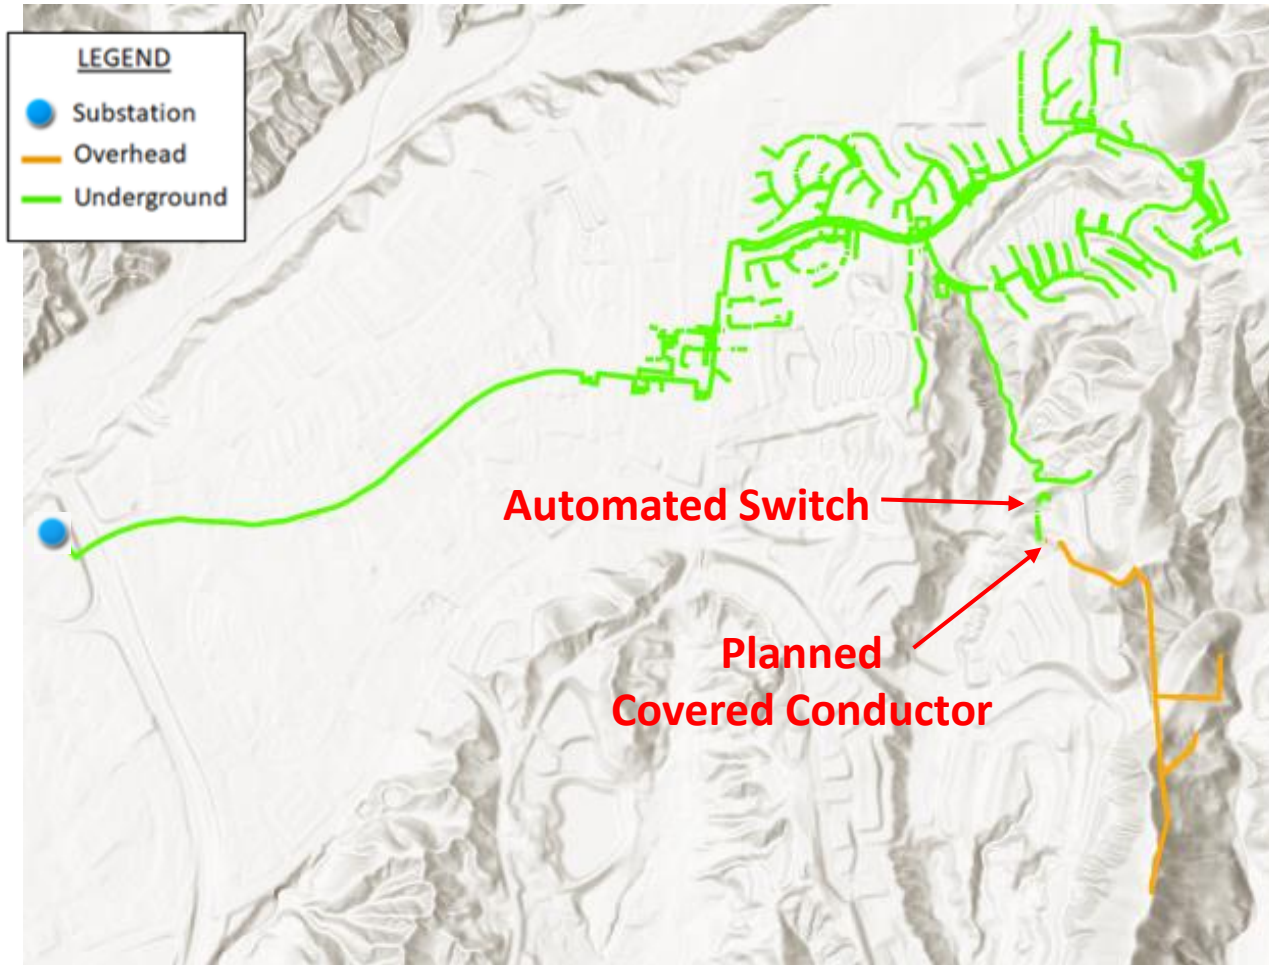 LEGEND
Substation
Overhead
Underground
Automated Switch
Planned
Covered Conductor